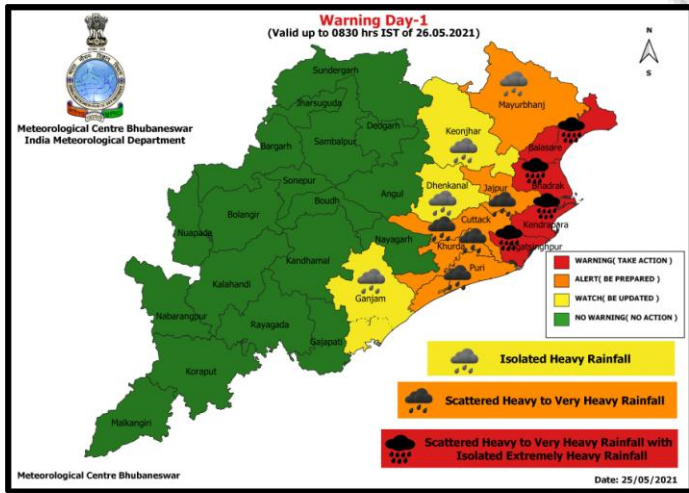 Warning Day-1
(Valid up to 0830 hrs IST of 26.05.2021)
N
S
Meteorological Centre Bhubaneswar
India Meteorological Department
Sundergarh
Jharsuguda
Deogarh
Sambalpur
Bargarh
Sonepur
Boudh
Angul
Bolangir
Nuapada
Kandhamal
Nayagarh
Kalahandi
Nabarangpur
Rayagada
Gajapati
Koraput
Malkangiri
Mayurbhanj
Keonjhar
Balasore
Bhadrak
Dhenkanal
Jajpur
Cuttack
Kendrapara
gatsinghpur
Khurda
Puri
Ganjam
WARNING( TAKE ACTION )
ALERT( BE PREPARED )
WATCH( BE UPDATED )
NO WARNING( NO ACTION )
Isolated Heavy Rainfall
Scattered Heavy to Very Heavy Rainfall
Scattered Heavy to Very Heavy Rainfall with
Isolated Extremely Heavy Rainfall
Meteorological Centre Bhubaneswar
Date: 25/05/2021